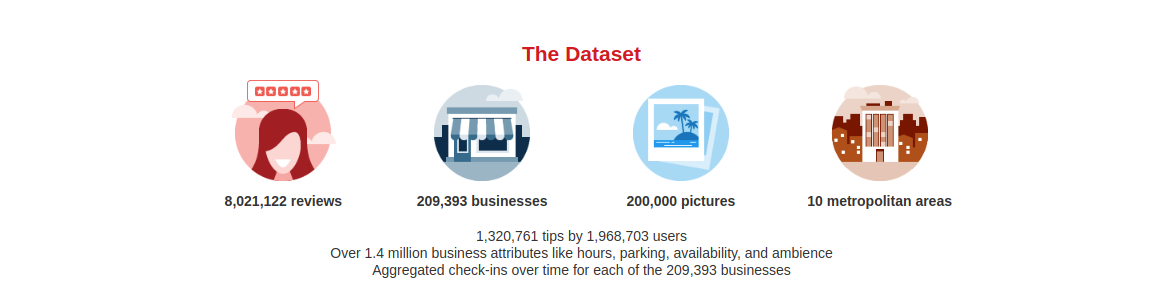 The Dataset
8,021,122 reviews
209,393 businesses
200,000 pictures
10 metropolitan areas
1,320,761 tips by 1,968,703 users
Over 1.4 million business attributes like hours, parking, availability, and ambience
Aggregated check-ins over time for each of the 209,393 businesses